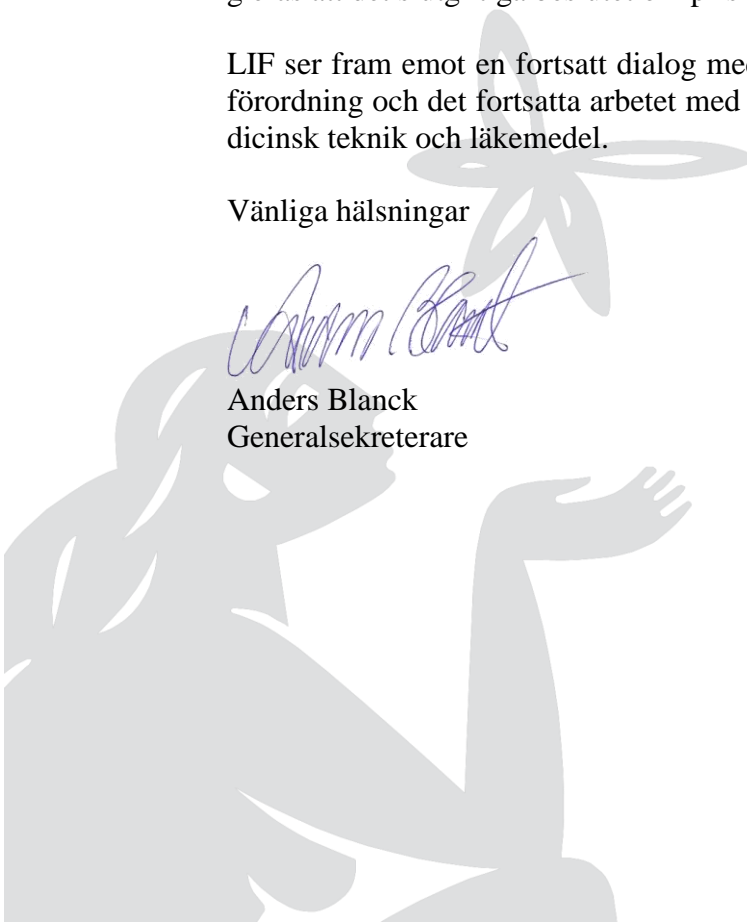 LIF ser fram emot en fortsatt dialog med
förordning och det fortsatta arbetet med
dicinsk teknik och läkemedel.
Vänliga hälsningar
Anders Blanck
Generalsekreterare